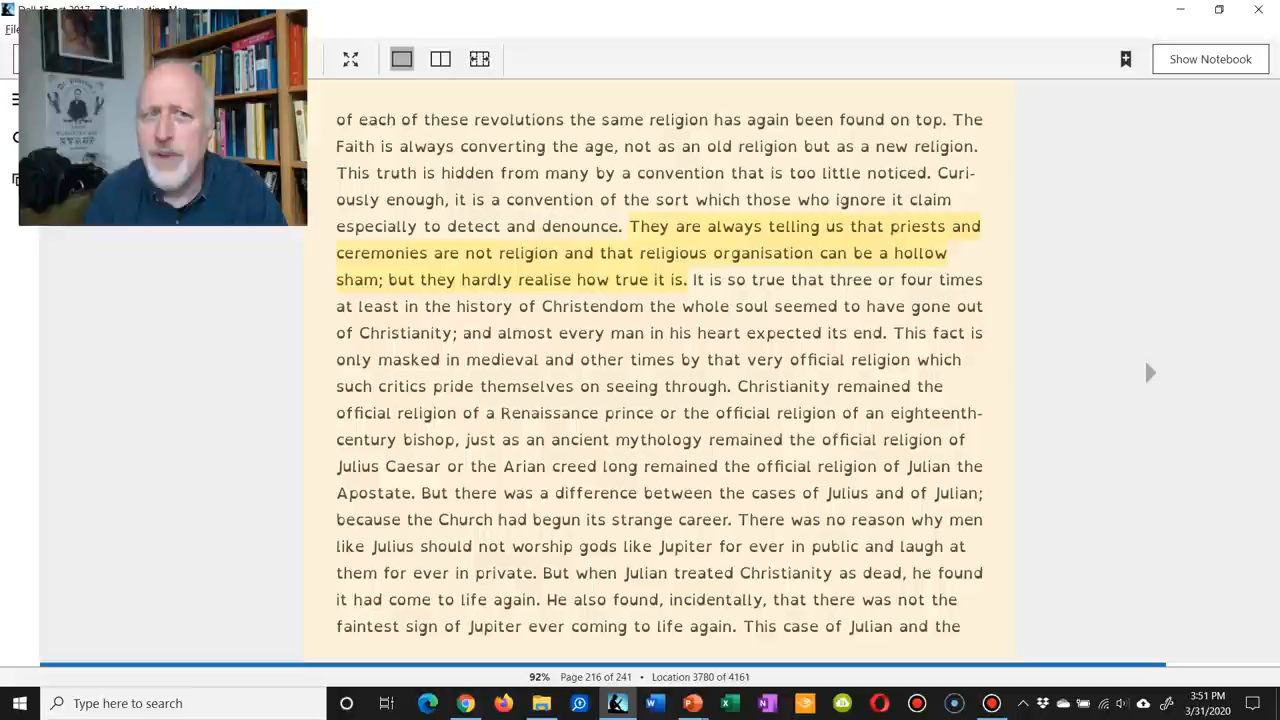 Dell 15 oct 2017 - The Everlasting Man
File
Show Notebook
of each of these revolutions the same religion has again been found on top. The
Faith is always converting the age, not as an old religion but as a new religion.
This truth is hidden from many by a convention that is too little noticed. Curi-
ously enough, it is a convention of the sort which those who ignore it claim
especially to detect and denounce. They are always telling us that priests and
ceremonies are not religion and that religious organisation can be a hollow
sham; but they hardly realise how true it is. It is so true that three or four times
at least in the history of Christendom the whole soul seemed to have gone out
of Christianity; and almost every man in his heart expected its end. This fact is
only masked in medieval and other times by that very official religion which
such critics pride themselves on seeing through. Christianity remained the
official religion of a Renaissance prince or the official religion of an eighteenth-
century bishop, just as an ancient mythology remained the official religion of
Julius Caesar or the Arian creed long remained the official religion of Julian the
Apostate. But there was a difference between the cases of Julius and of Julian;
because the Church had begun its strange career. There was no reason why men
like Julius should not worship gods like Jupiter for ever in public and laugh at
them for ever in private. But when Julian treated Christianity as dead, he found
it had come to life again. He also found, incidentally, that there was not the
faintest sign of Jupiter ever coming to life again. This case of Julian and the
92% Page 216 of 241 • Location 3780 of 4161
Type here to search
3:51 PM
3/31/2020